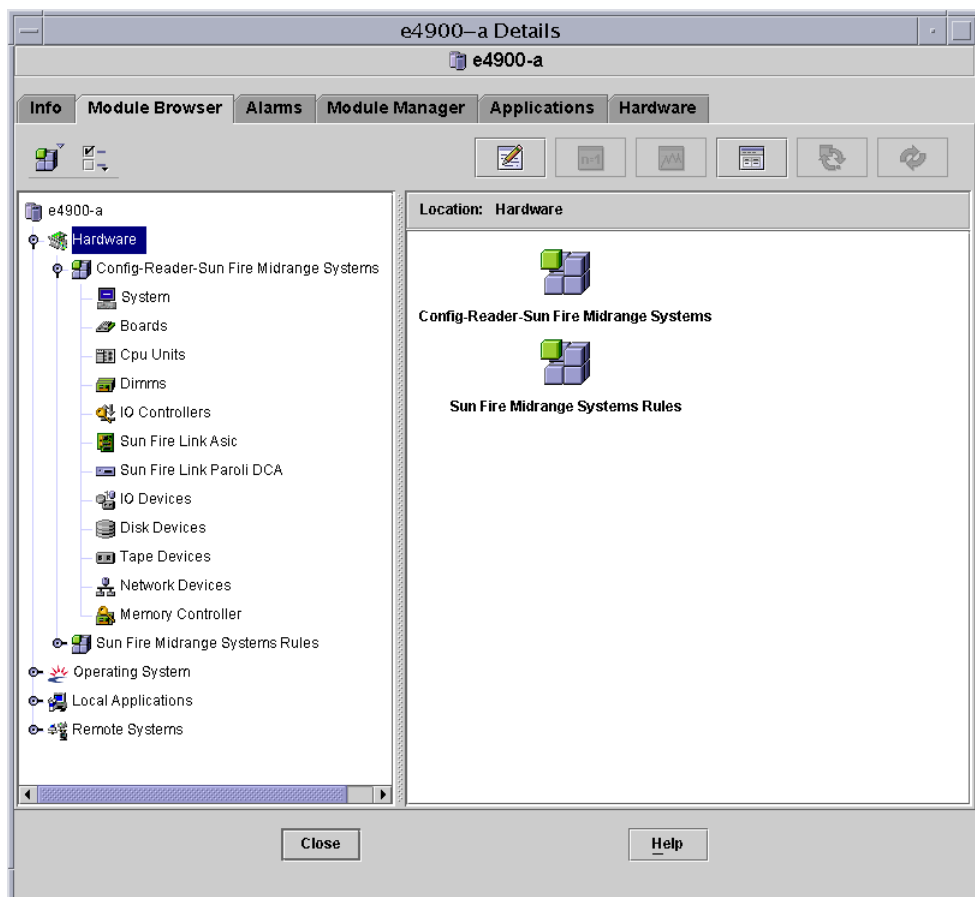 e4900–a Details
e4900-a
Info Module Browser Alarms Module Manager Applications Hardware
n=1
e4900-a
Hardware
Config-Reader-Sun Fire Midrange Systems
System
Boards
Cpu Units
Dimms
IO Controllers
Sun Fire Link Asic
Sun Fire Link Paroli DCA
IO Devices
Disk Devices
Tape Devices
Network Devices
Memory Controller
Sun Fire Midrange Systems Rules
Operating System
Local Applications
Remote Systems
Location: Hardware
Config-Reader-Sun Fire Midrange Systems
Sun Fire Midrange Systems Rules
Close Help